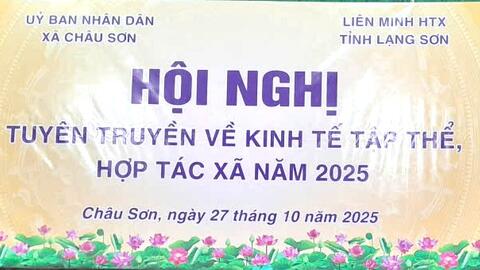 UỶ BAN NHÂN DÂN
XÃ CHÂU SƠN
LIÊN MINH HTX
TỈNH LẠNG SƠN
HỘI NGHỊ
TUYÊN TRUYỀN VỀ KINH TẾ TẬP THỂ,
HỢP TÁC XÃ NĂM 2025
Châu Sơn, ngày 27 tháng 10 năm 2025